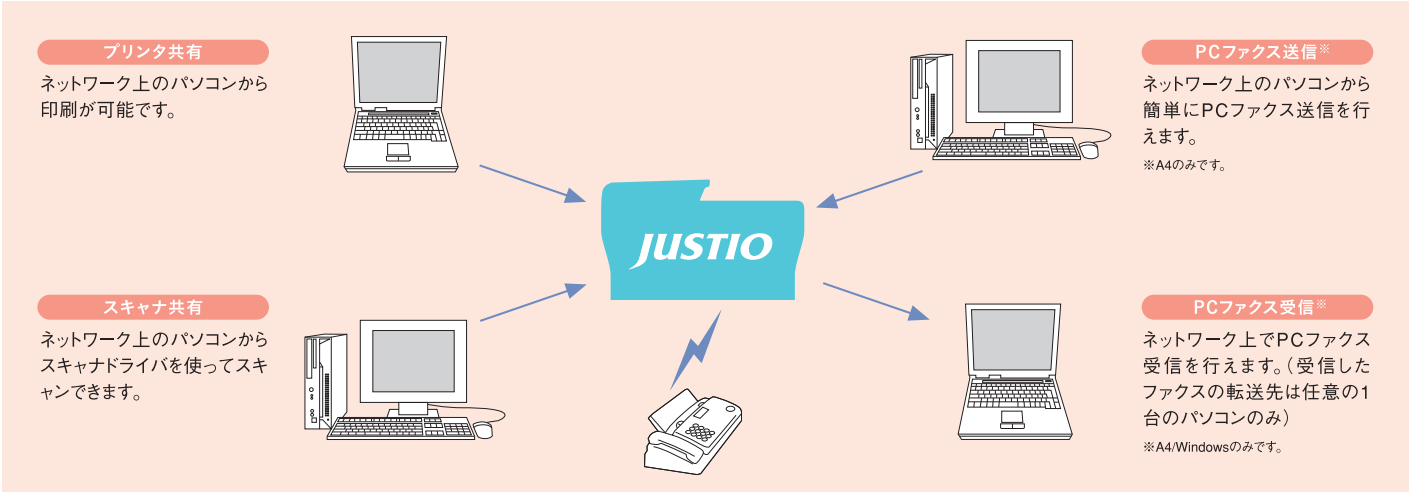 プリンタ共有
ネットワーク上のパソコンから
印刷が可能です。
PCファクス送信※
ネットワーク上のパソコンから
簡単にPCファクス送信を行
えます。
※A4のみです。
JUSTIO
スキャナ共有
ネットワーク上のパソコンから
スキャナドライバを使ってスキ
ャンできます。
PCファクス受信※
ネットワーク上でPCファクス
受信を行えます。（受信した
ファクスの転送先は任意の1
台のパソコンのみ）
※A4/Windowsのみです。